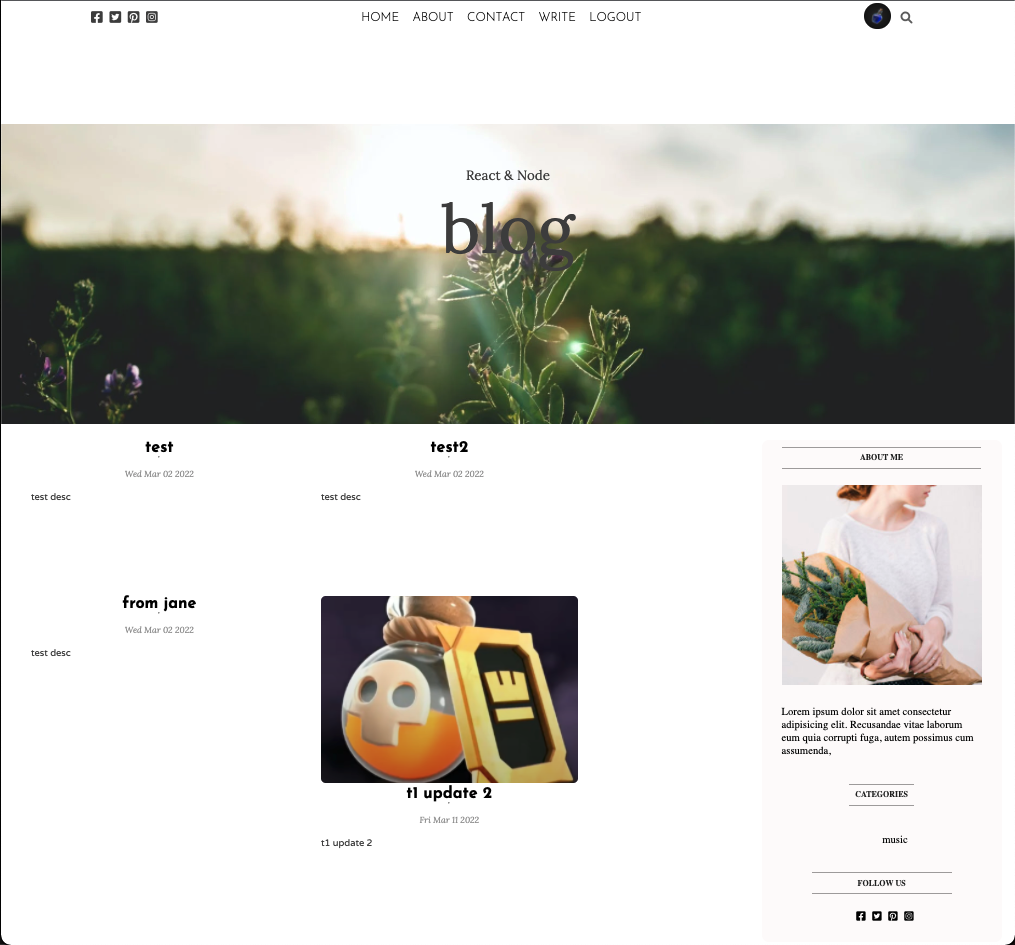 HOME ABOUT CONTACT WRITE LOGOUT
React & Node
blog
test
Wed Mar 02 2022
test desc
test2
Wed Mar 02 2022
test desc
from jane
Wed Mar 02 2022
test desc
t1 update 2
Fri Mar 11 2022
t1 update 2
ABOUT ME
Lorem ipsum dolor sit amet consectetur
adipisicing elit. Recusandae vitae laborum
eum quia corrupti fuga, autem possimus cum
assumenda,
CATEGORIES
music
FOLLOW US